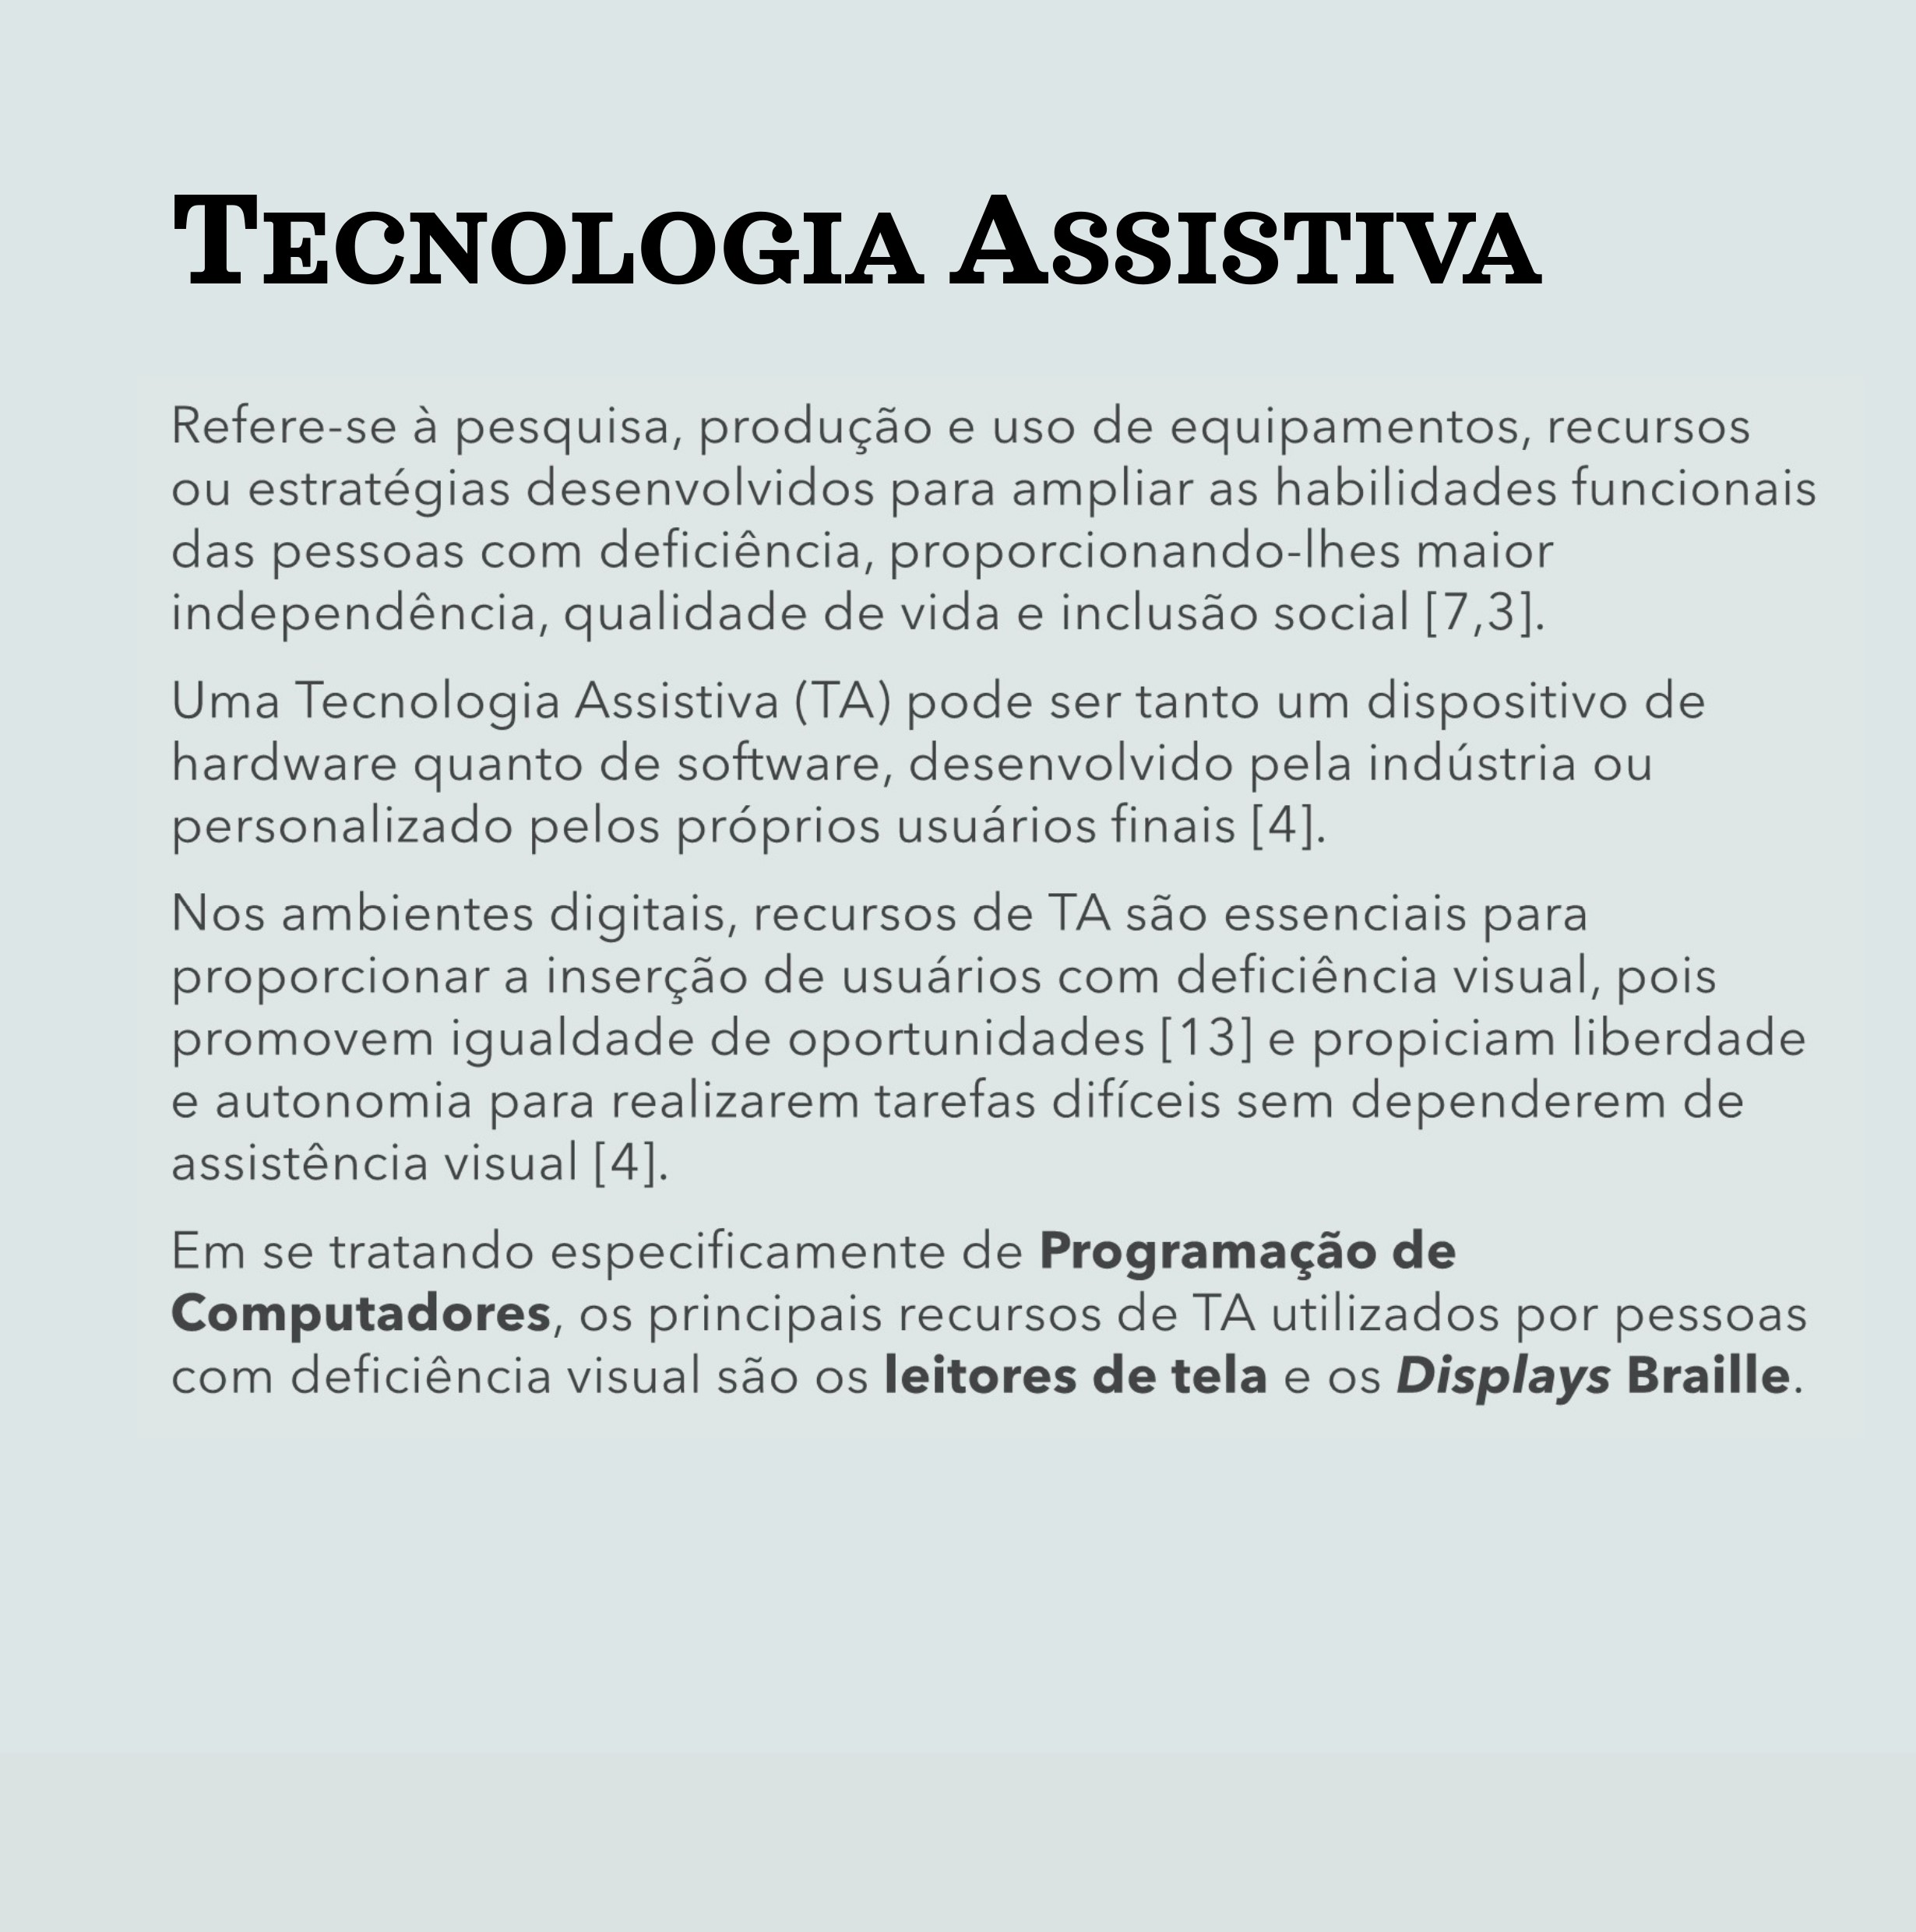 Tecnologia Assistiva
Refere-se à pesquisa, produção e uso de equipamentos, recursos
ou estratégias desenvolvidos para ampliar as habilidades funcionais
das pessoas com deficiência, proporcionando-lhes maior
independência, qualidade de vida e inclusão social [7,3].
Uma Tecnologia Assistiva (TA) pode ser tanto um dispositivo de
hardware quanto de software, desenvolvido pela indústria ou
personalizado pelos próprios usuários finais [4].
Nos ambientes digitais, recursos de TA são essenciais para
proporcionar a inserção de usuários com deficiência visual, pois
promovem igualdade de oportunidades [13] e propiciam liberdade
e autonomia para realizarem tarefas difíceis sem dependerem de
assistência visual [4].
Em se tratando especificamente de Programação de
Computadores, os principais recursos de TA utilizados por pessoas
com deficiência visual são os leitores de tela e os Displays Braille.